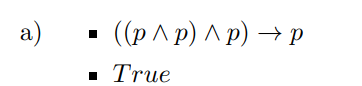 a) ▪ ((p ∧ p) ∧ p) → p
▪ True